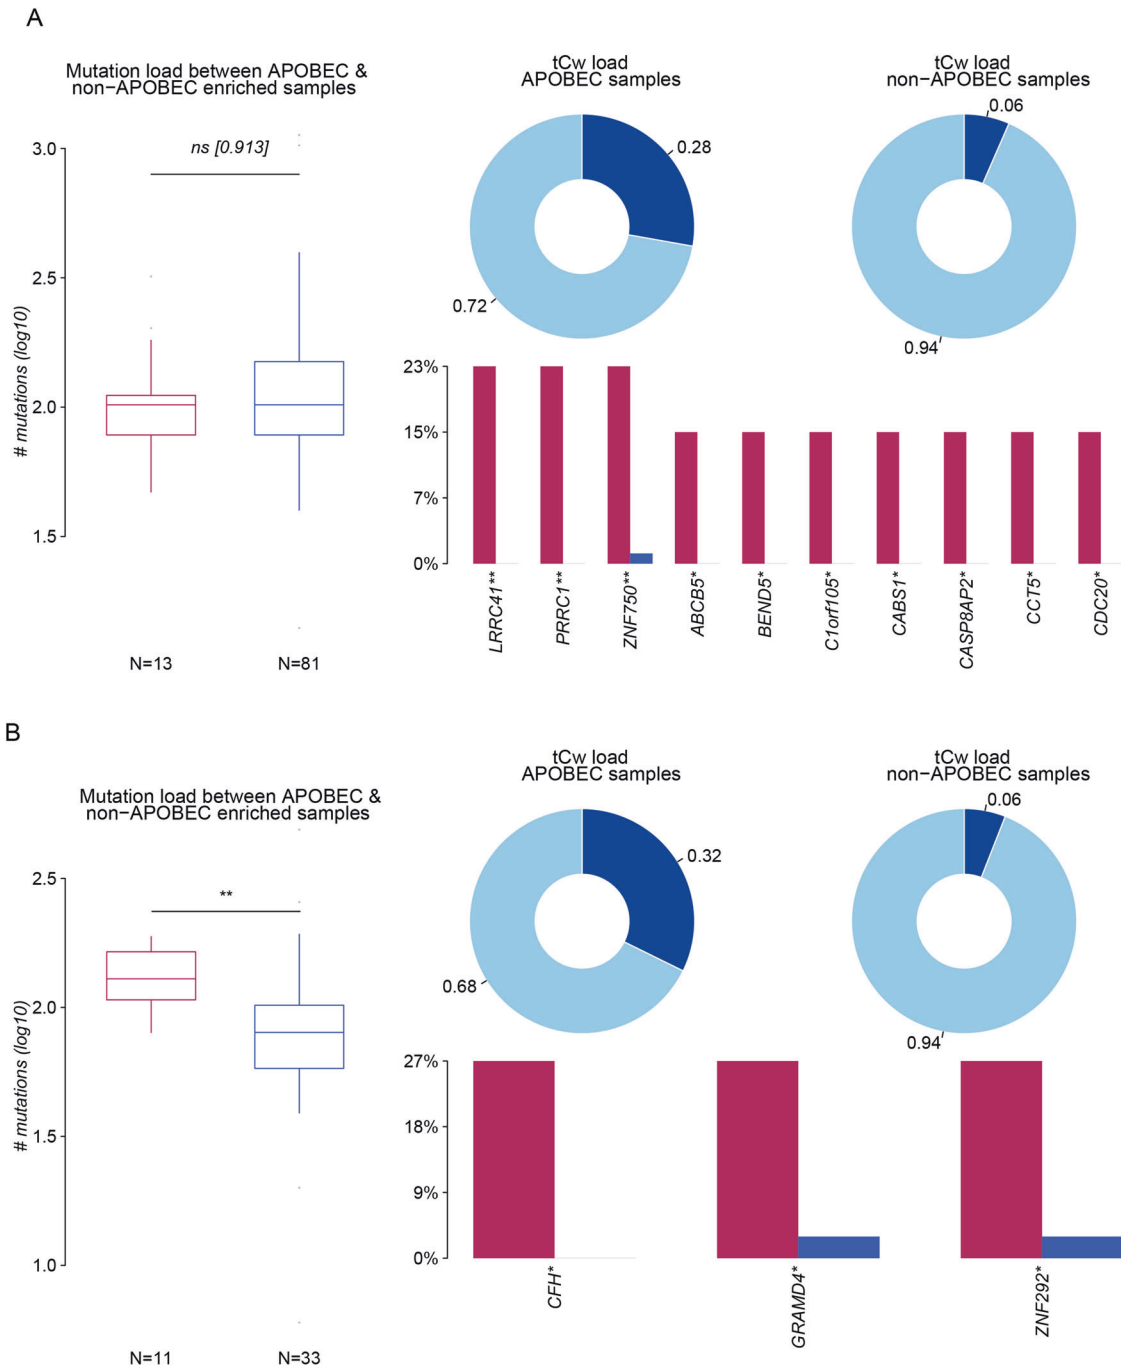 A
Mutation load between APOBEC &
non−APOBEC enriched samples
ns [0.913]
# mutations (log10)
3.0
2.5
2.0
1.5
N=13
N=81
tCw load
APOBEC samples
0.28
0.72
tCw load
non−APOBEC samples
0.06
0.94
23%
15%
7%
0%
LRRC41**
PRRC1**
ZNF750**
ABCB5*
BEND5*
C1orf105*
CABS1*
CASP8AP2*
CCT5*
CDC20*
B
Mutation load between APOBEC &
non−APOBEC enriched samples
**
# mutations (log10)
2.5
2.0
1.5
1.0
N=11
N=33
tCw load
APOBEC samples
0.32
0.68
tCw load
non−APOBEC samples
0.06
0.94
27%
18%
9%
0%
CFH*
GRAMD4*
ZNF292*